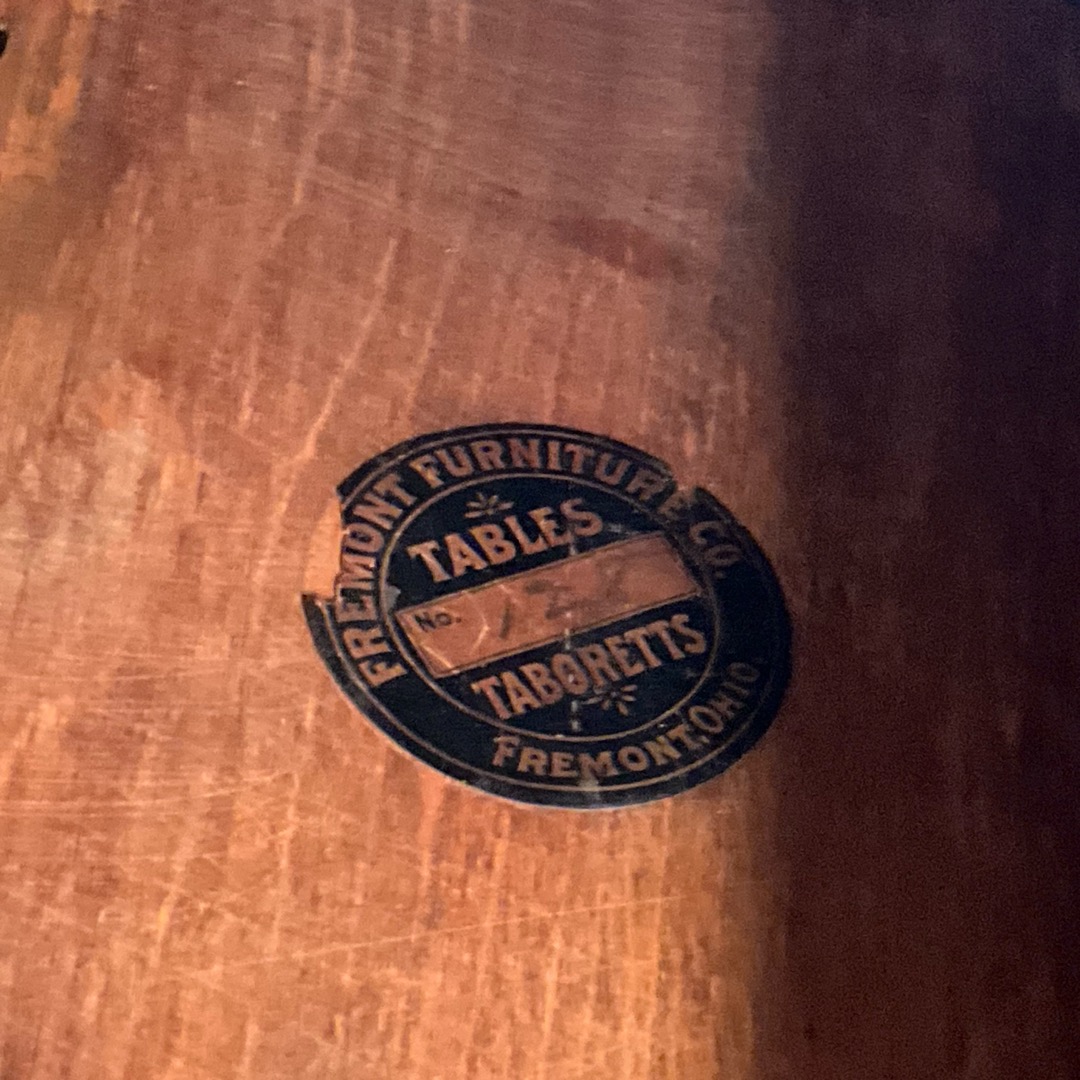 FREMONT FURNITURE CO.
TABLES
No.
TABORETTS
FREMONT, OHIO.